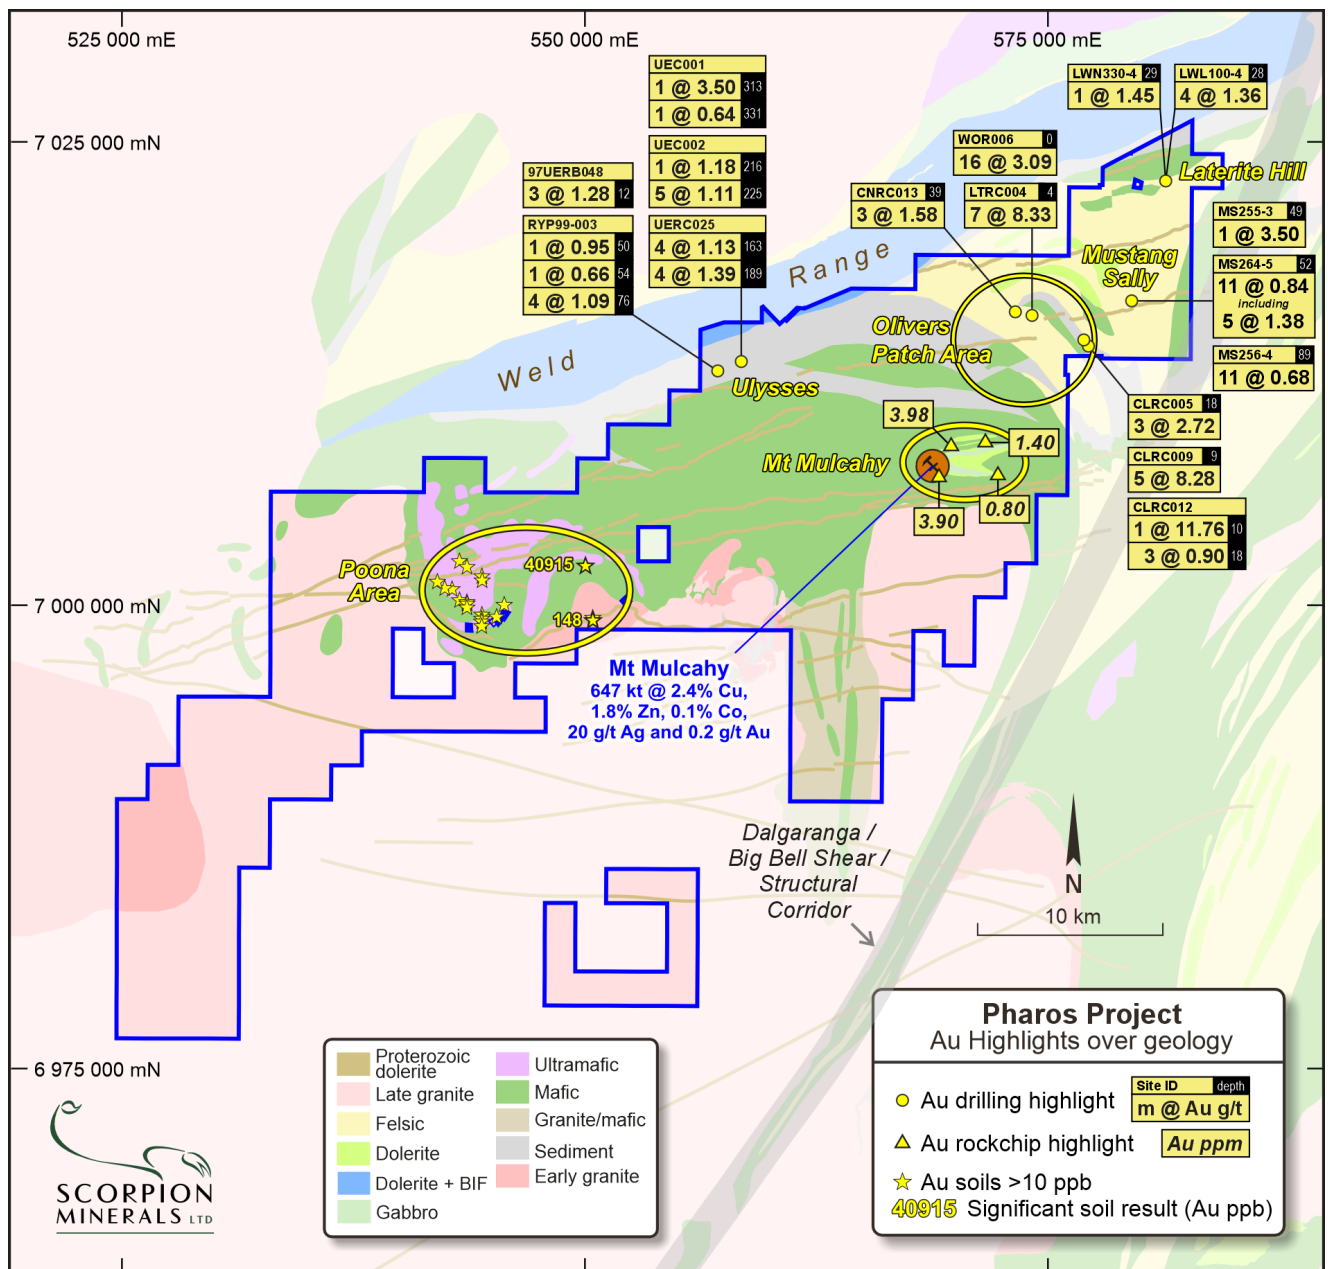 525 000 mE
550 000 mE
575 000 mE
7 025 000 mN
7 000 000 mN
6 975 000 mN
UEC001
1 @ 3.50 313
1 @ 0.64 331
UEC002
1 @ 1.18 216
5 @ 1.11 225
UERC025
4 @ 1.13 163
4 @ 1.39 189
97UERB048
3 @ 1.28 12
RYP99-003
1 @ 0.95 50
1 @ 0.66 54
4 @ 1.09 76
LWN330-4 29
1 @ 1.45
LWL100-4 28
4 @ 1.36
WOR006 0
16 @ 3.09
CNRC013 39
3 @ 1.58
LTRC004 4
7 @ 8.33
Laterite Hill
MS255-3 49
1 @ 3.50
MS264-5 52
11 @ 0.84
including
5 @ 1.38
MS256-4 89
11 @ 0.68
Mustang
Sally
Weld Range
Olivers
Patch Area
Ulysses
CLRC005 18
3 @ 2.72
CLRC009 9
5 @ 8.28
CLRC012
1 @ 11.76 10
3 @ 0.90 18
3.98
1.40
Mt Mulcahy
3.90
0.80
Poona
Area
40915
148
Mt Mulcahy
647 kt @ 2.4% Cu,
1.8% Zn, 0.1% Co,
20 g/t Ag and 0.2 g/t Au
Dalgaranga /
Big Bell Shear /
Structural
Corridor
N
10 km
Proterozoic
dolerite
Late granite
Felsic
Dolerite
Dolerite + BIF
Gabbro
Ultramafic
Mafic
Granite/mafic
Sediment
Early granite
Pharos Project
Au Highlights over geology
Au drilling highlight
Site ID depth
m @ Au g/t
Au rockchip highlight
Au ppm
Au soils >10 ppb
40915 Significant soil result (Au ppb)
SCORPION
MINERALS LTD